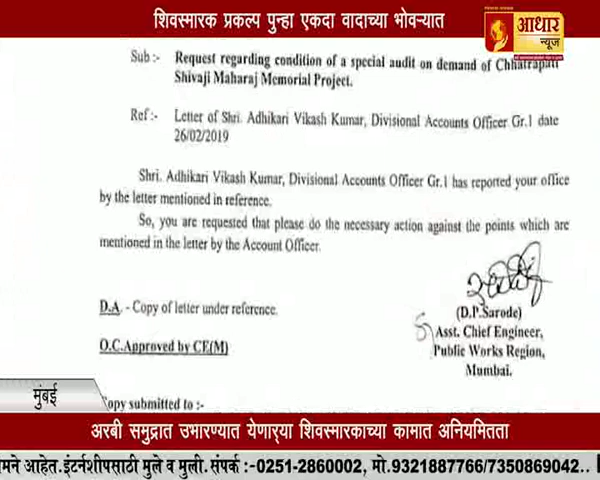 शिवस्मारक प्रकल्प पुन्हा एकदा वादाच्या भोवऱ्यात
आधार
न्यूज
Sub :- Request regarding condition of a special audit on demand of Chhatrapati
Shivaji Maharaj Memorial Project.
Ref :- Letter of Shri. Adhikari Vikash Kumar, Divisional Accounts Officer Gr.1 date
26/02/2019
Shri. Adhikari Vikash Kumar, Divisional Accounts Officer Gr.1 has reported your office
by the letter mentioned in reference.
So, you are requested that please do the necessary action against the points which are
mentioned in the letter by the Account Officer.
D.A. - Copy of letter under reference.
O.C.Approved by CE(M)
(D.P.Sarode)
Asst. Chief Engineer,
Public Works Region,
Mumbai.
मुंबई
Copy submitted to :-
अरबी समुद्रात उभारण्यात येणाऱ्या शिवस्मारकाच्या कामात अनियमितता
मने आहेत.इंटर्नशीपसाठी मुले व मुली.संपर्क :-0251-2860002, मो.9321887766/7350869042..